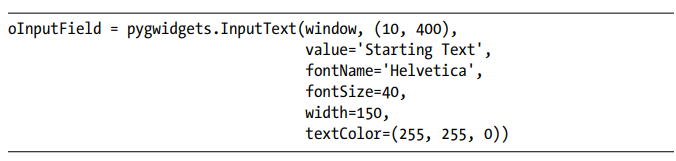 oInputField = pygwidgets.InputText(window, (10, 400),
                                   value='Starting Text',
                                   fontName='Helvetica',
                                   fontSize=40,
                                   width=150,
                                   textColor=(255, 255, 0))